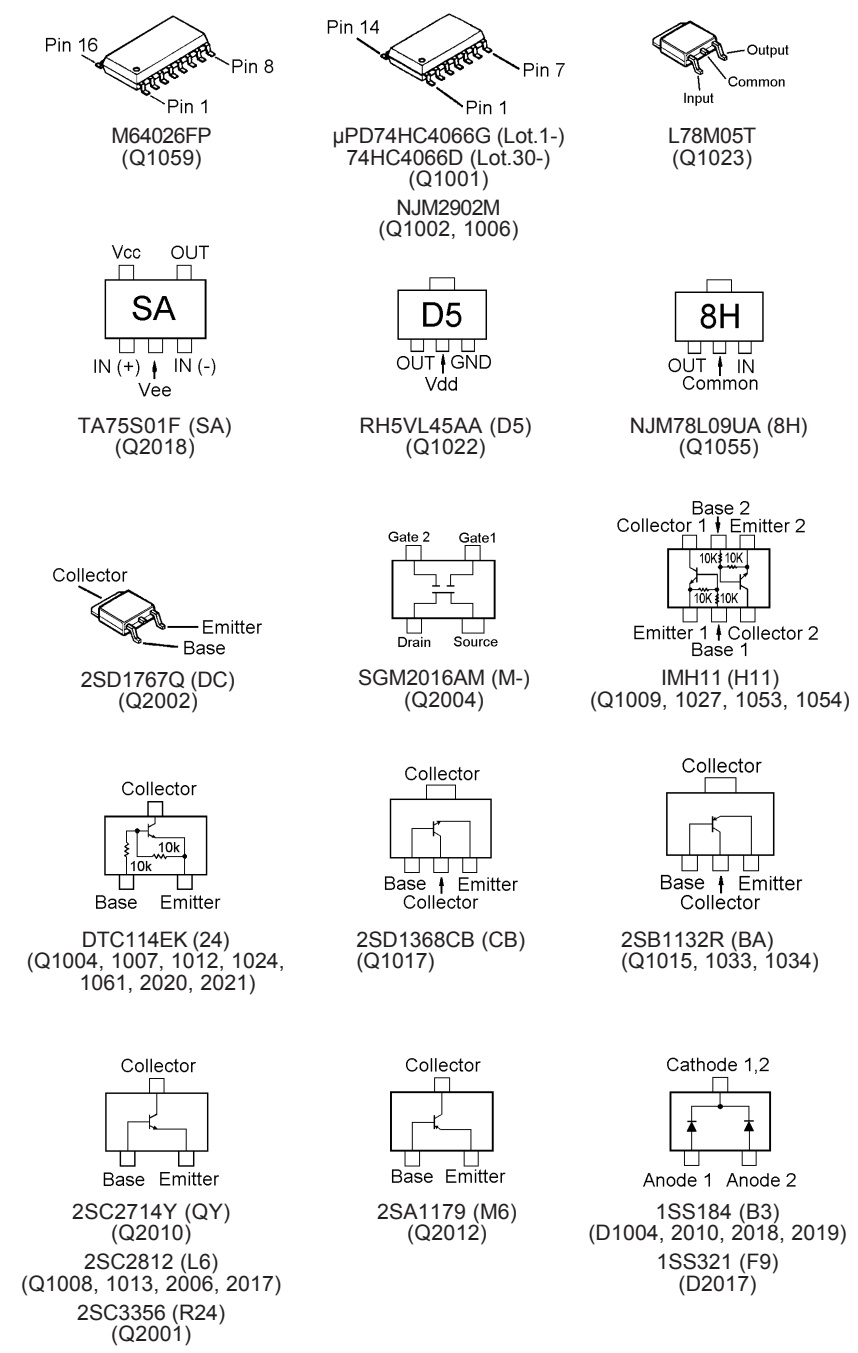 Pin 16
Pin 8
Pin 1
M64026FP
(Q1059)
Pin 14
Pin 7
Pin 1
µPD74HC4066G (Lot.1-)
74HC4066D (Lot.30-)
(Q1001)
NJM2902M
(Q1002, 1006)
Output
Common
Input
L78M05T
(Q1023)
Vcc OUT
SA
IN (+) IN (-)
Vee
TA75S01F (SA)
(Q2018)
D5
OUT GND
Vdd
RH5VL45AA (D5)
(Q1022)
8H
OUT IN
Common
NJM78L09UA (8H)
(Q1055)
Collector
Emitter
Base
2SD1767Q (DC)
(Q2002)
Gate 2 Gate1
Drain Source
SGM2016AM (M-)
(Q2004)
Base 2
Collector 1 Emitter 2
10K 10K
10K 10K
Emitter 1 Collector 2
Base 1
IMH11 (H11)
(Q1009, 1027, 1053, 1054)
Collector
10k
10k
Base Emitter
DTC114EK (24)
(Q1004, 1007, 1012, 1024,
1061, 2020, 2021)
Collector
Base Emitter
Collector
2SD1368CB (CB)
(Q1017)
Collector
Base Emitter
Collector
2SB1132R (BA)
(Q1015, 1033, 1034)
Collector
Base Emitter
2SC2714Y (QY)
(Q2010)
2SC2812 (L6)
(Q1008, 1013, 2006, 2017)
2SC3356 (R24)
(Q2001)
Collector
Base Emitter
2SA1179 (M6)
(Q2012)
Cathode 1,2
Anode 1 Anode 2
1SS184 (B3)
(D1004, 2010, 2018, 2019)
1SS321 (F9)
(D2017)